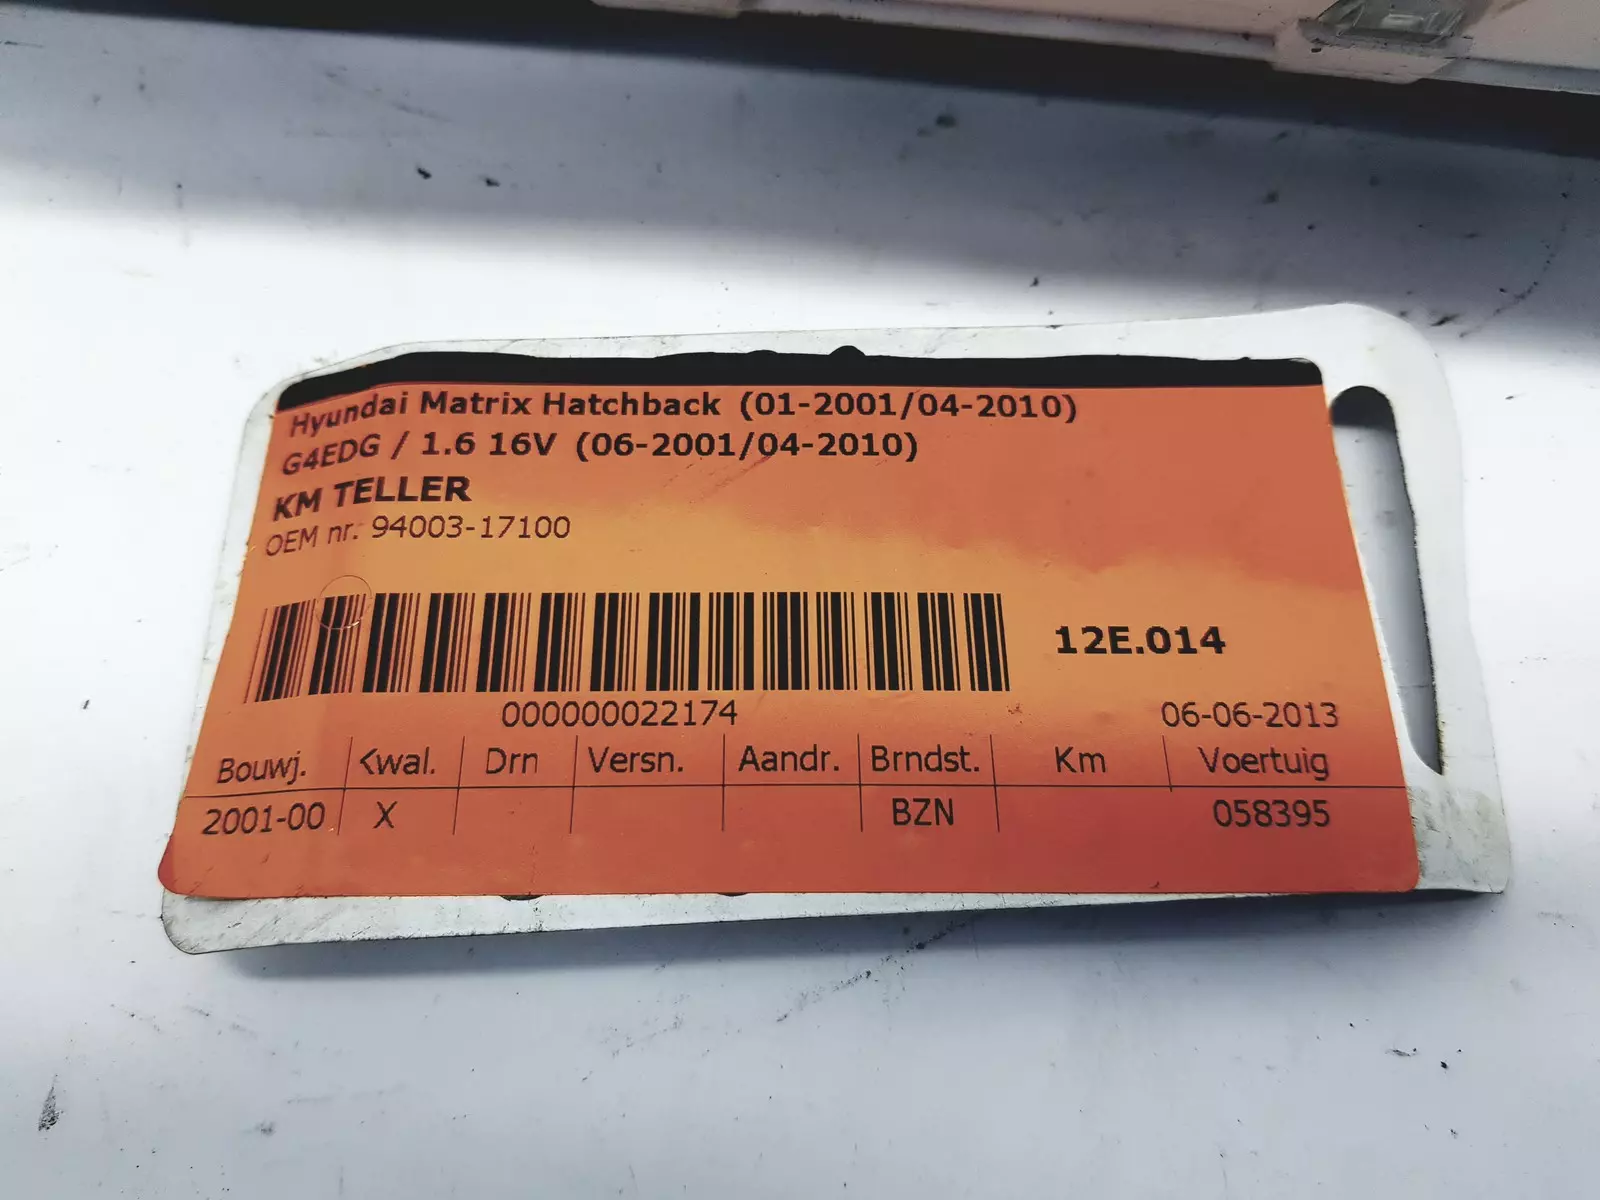 Hyundai Matrix Hatchback (01-2001/04-2010)
G4EDG / 1.6 16V (06-2001/04-2010)
KM TELLER
OEM nr. 94003-17100
12E.014
000000022174
06-06-2013
Bouwj. Kwal. Drn Versn. Aandr. Brndst. Km Voertuig
2001-00 X BZN 058395